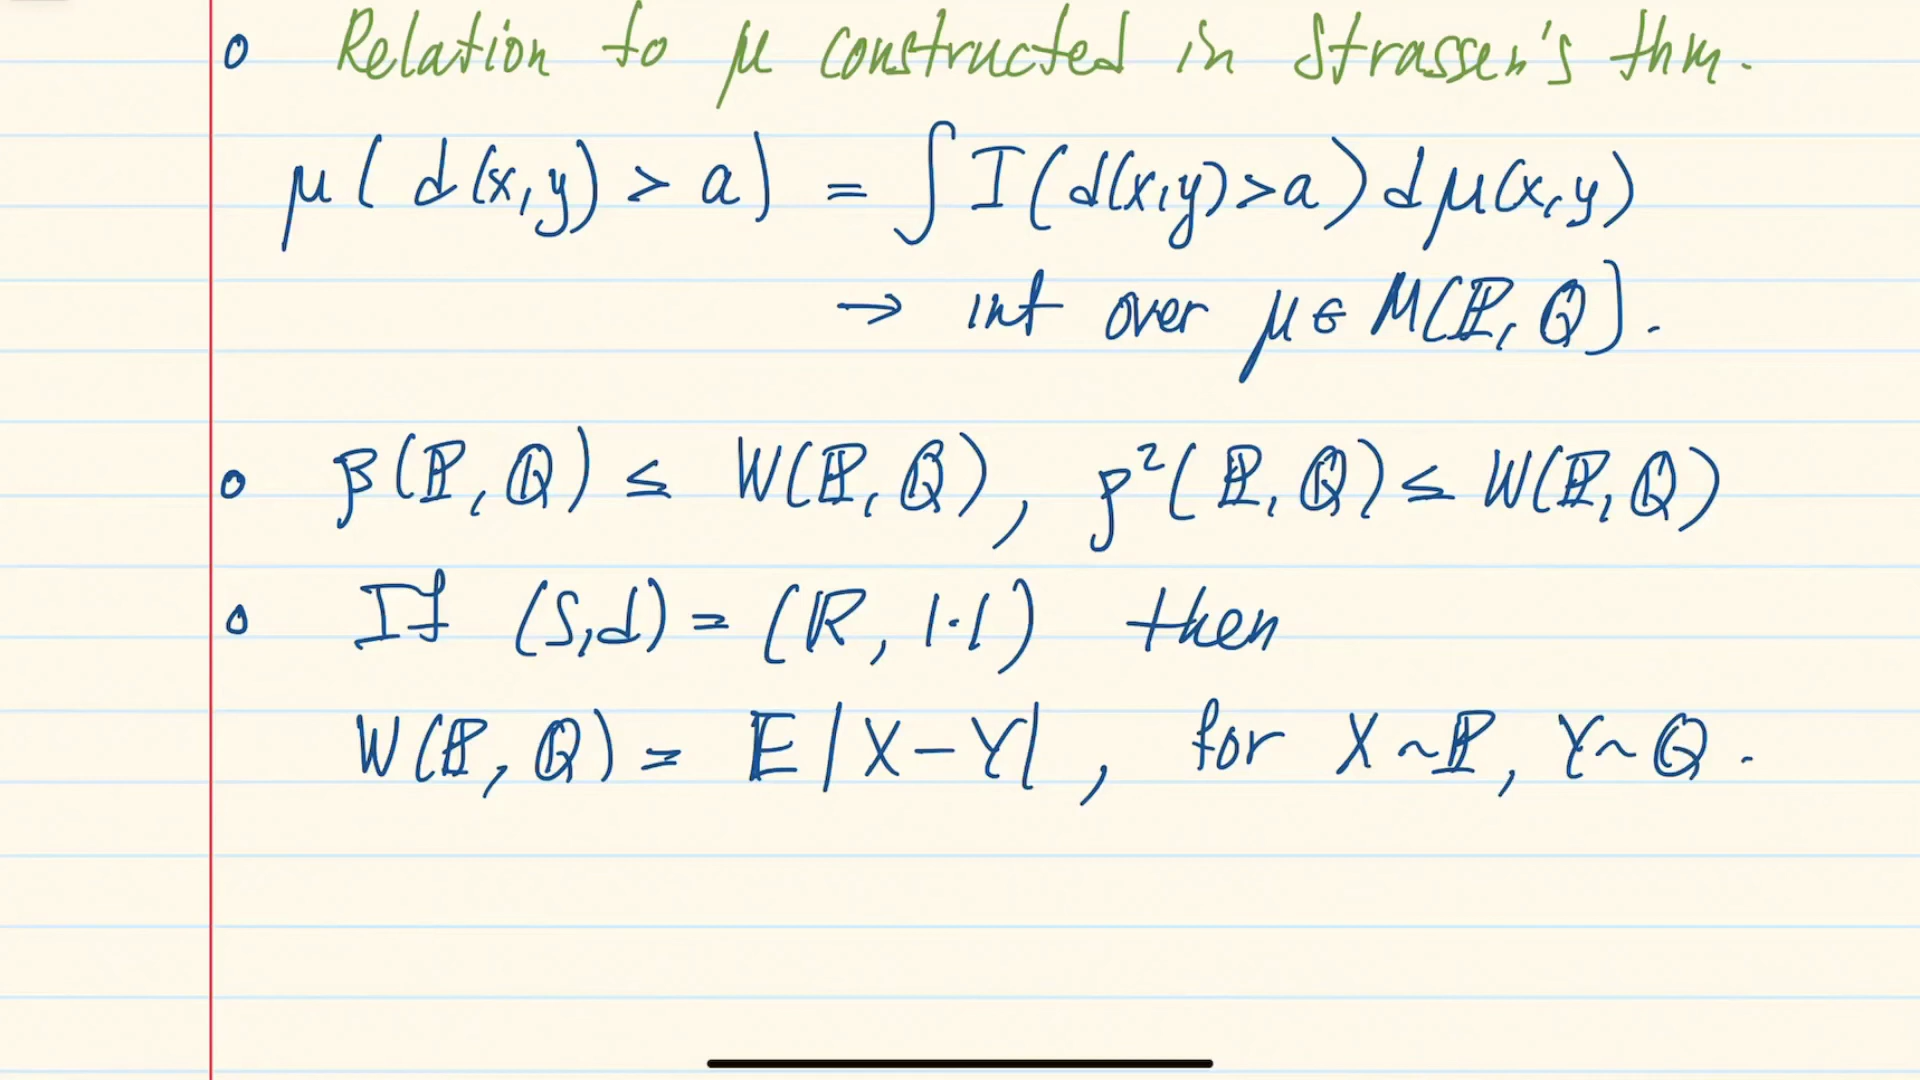 o Relation to μ constructed in Strassen's thm.
μ( d(x,y) > a) = ∫ I(d(x,y)>a) dμ(x,y)
→ inf over μ ∈ M(ℙ, ℚ).
o β(ℙ, ℚ) ≤ W(ℙ, ℚ), ρ²(ℙ, ℚ) ≤ W(ℙ, ℚ)
o If (S,d) = (ℝ, |·|) then
W(ℙ, ℚ) = 𝔼|X-Y|, for X~ℙ, Y~ℚ.